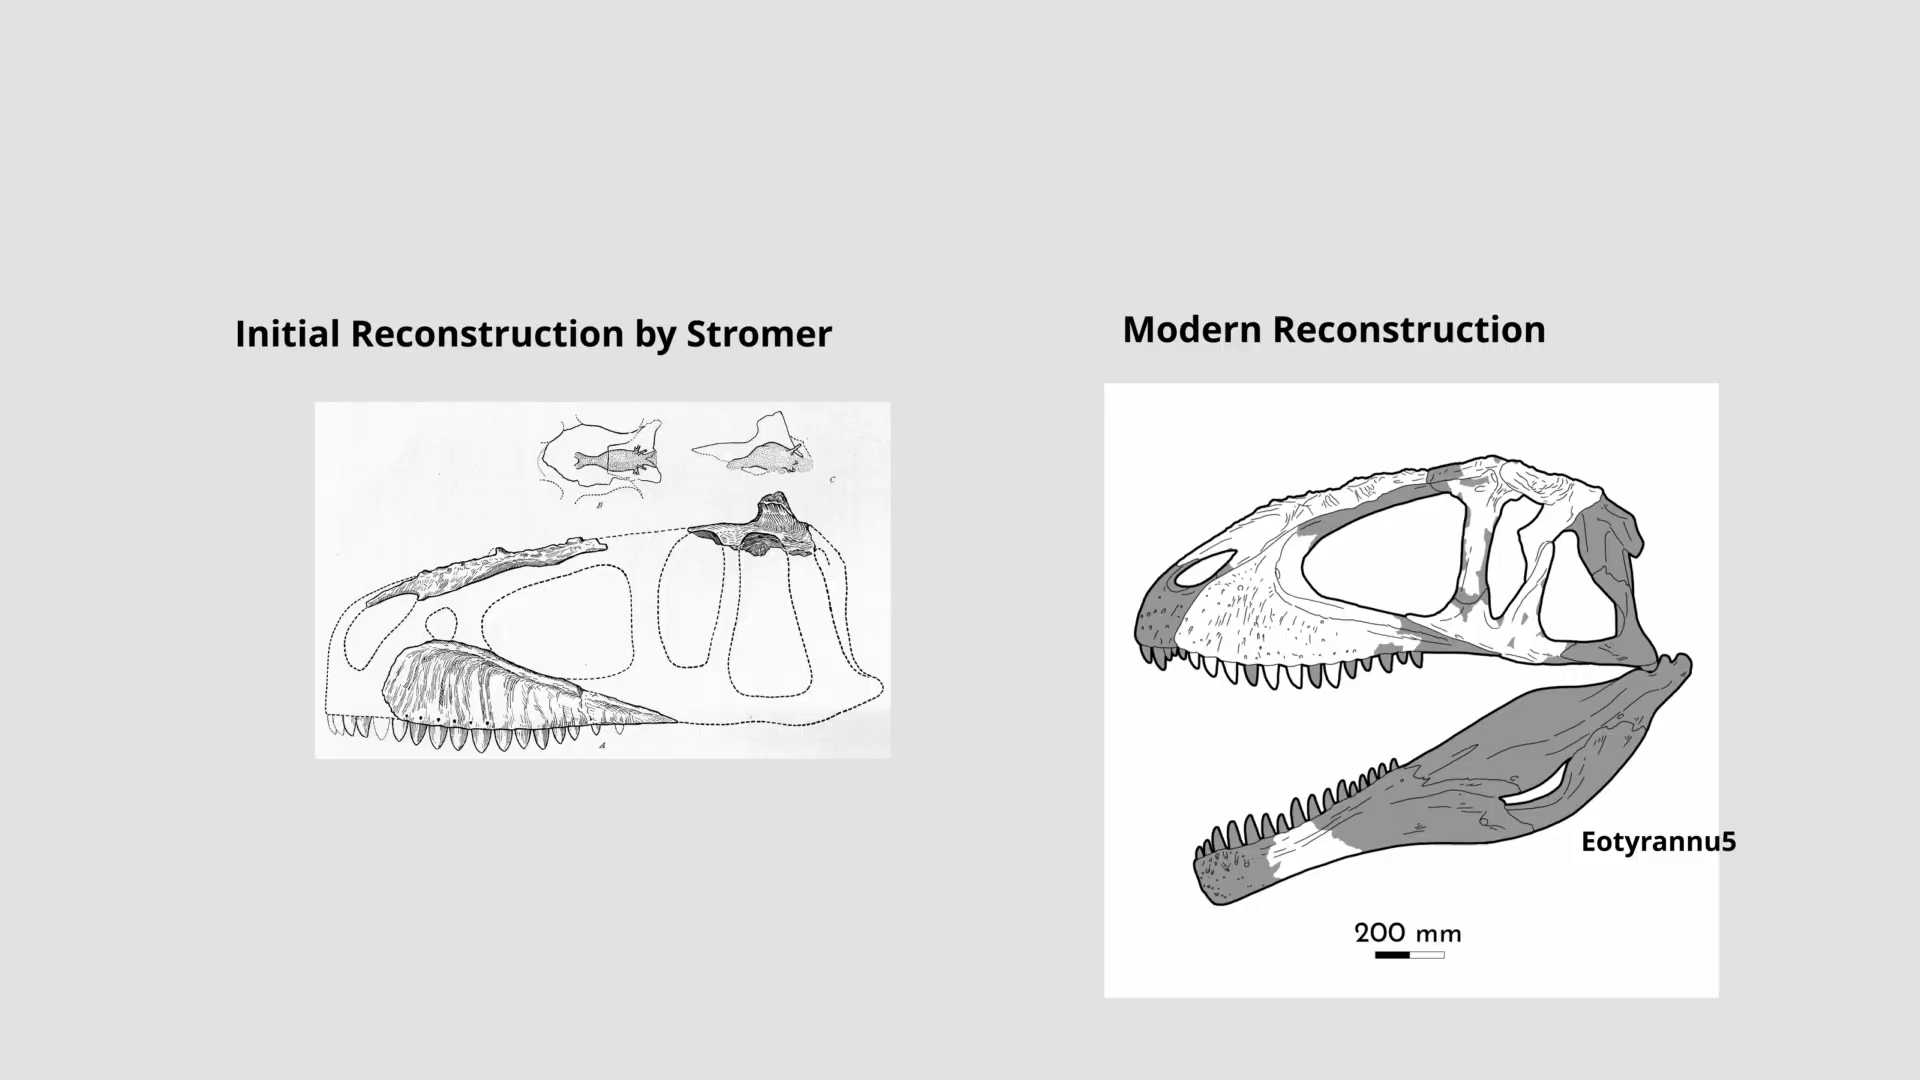 Initial Reconstruction by Stromer
Modern Reconstruction
B
C
A
Eotyrannu5
200 mm